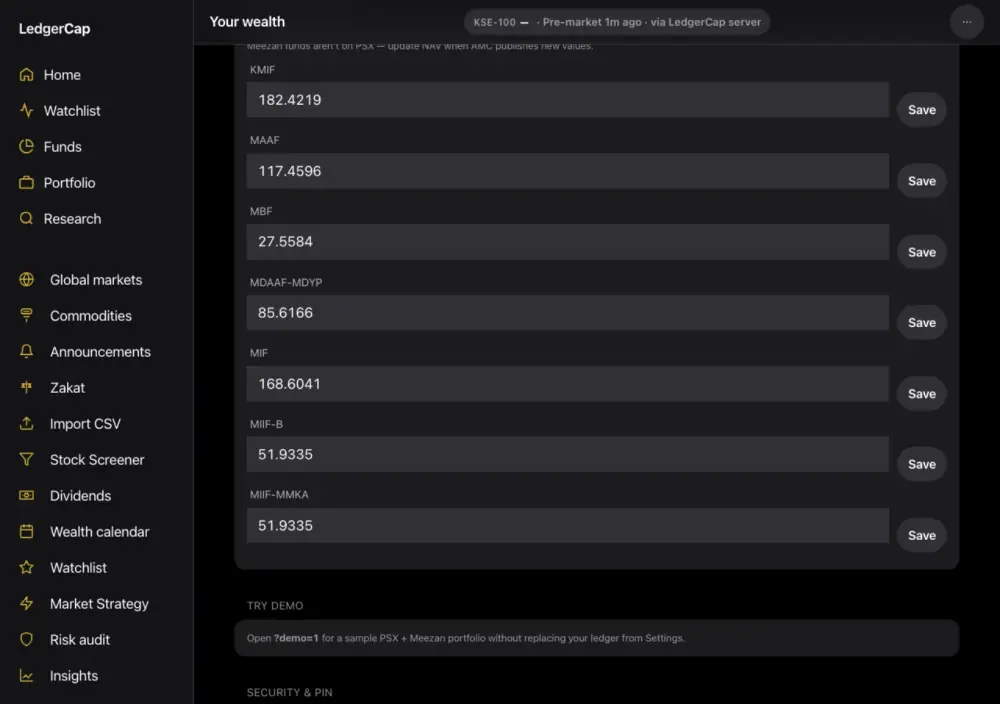 LedgerCap
Your wealth
KSE-100 — · Pre-market 1m ago · via LedgerCap server
...
Home
Watchlist
Funds
Portfolio
Research
Global markets
Commodities
Announcements
Zakat
Import CSV
Stock Screener
Dividends
Wealth calendar
Watchlist
Market Strategy
Risk audit
Insights
Meezan funds aren't on PSX — update NAV when AMC publishes new values.
KMIF
182.4219
Save
MAAF
117.4596
Save
MBF
27.5584
Save
MDAAF-MDYP
85.6166
Save
MIF
168.6041
Save
MIIF-B
51.9335
Save
MIIF-MMKA
51.9335
Save
TRY DEMO
Open ?demo=1 for a sample PSX + Meezan portfolio without replacing your ledger from Settings.
SECURITY & PIN